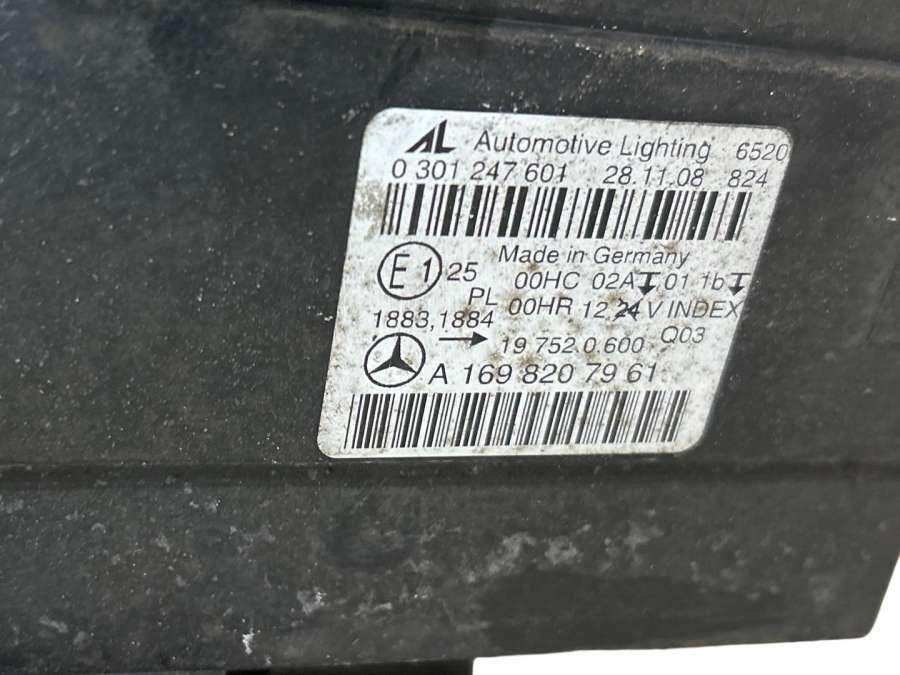 AL Automotive Lighting 6520
0 301 247 601 28.11.08 824
Made in Germany
E1 25 00HC 02A 01 1b
PL 00HR 12,24 V INDEX
1883,1884 Q03
→ 19 752 0 600
A 169 820 79 61